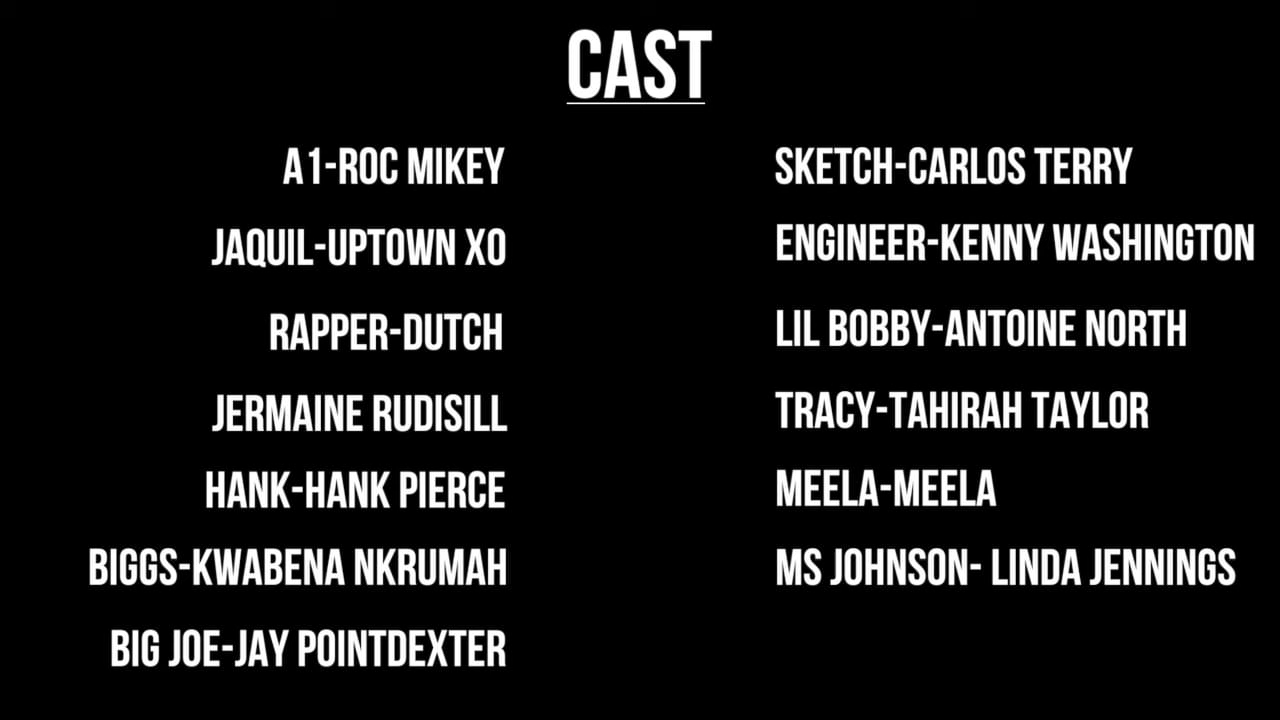 CAST
A1-ROC MIKEY
JAQUIL-UPTOWN XO
RAPPER-DUTCH
JERMAINE RUDISILL
HANK-HANK PIERCE
BIGGS-KWABENA NKRUMAH
BIG JOE-JAY POINTDEXTER
SKETCH-CARLOS TERRY
ENGINEER-KENNY WASHINGTON
LIL BOBBY-ANTOINE NORTH
TRACY-TAHIRAH TAYLOR
MEELA-MEELA
MS JOHNSON- LINDA JENNINGS